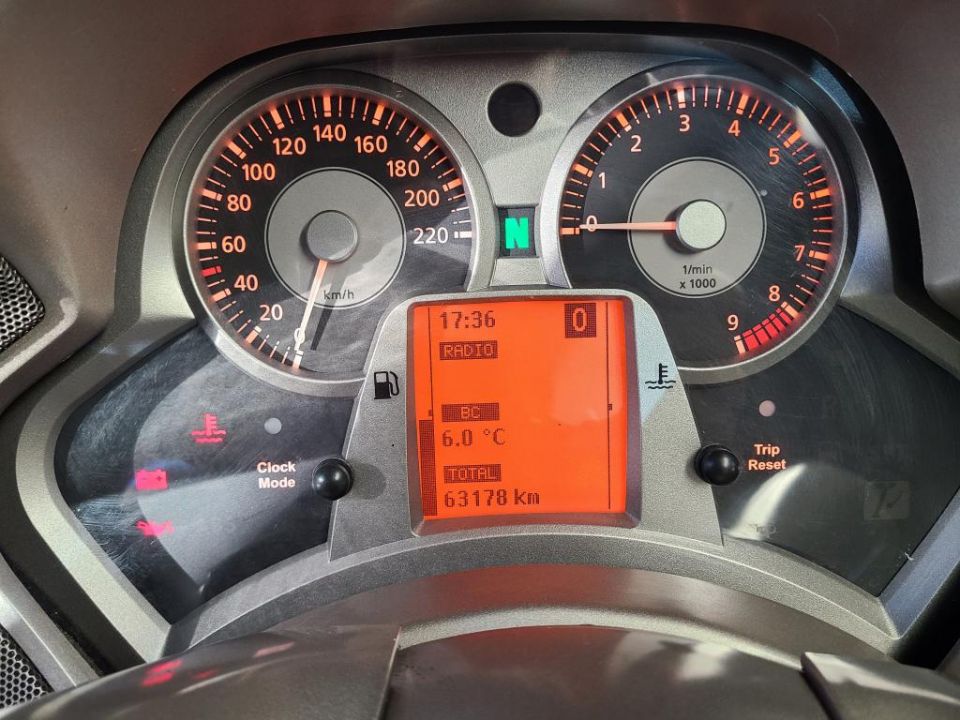 0
20
40
60
80
100
120
140
160
180
200
220
km/h
N
0
1
2
3
4
5
6
7
8
9
1/min
x 1000
17:36
0
RADIO
BC
6.0 °C
TOTAL
63178 km
Clock
Mode
Trip
Reset